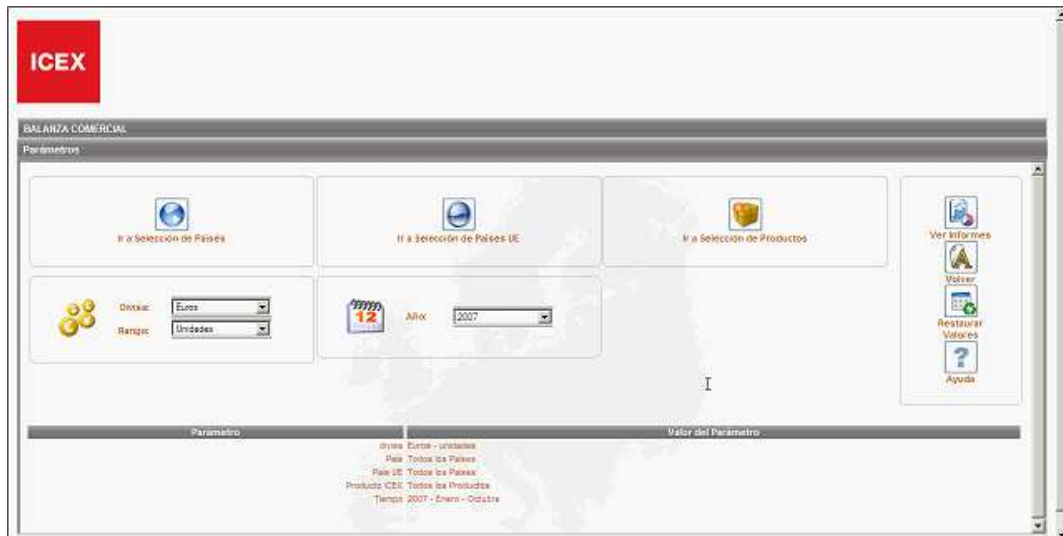 ICEX
BALANZA COMERCIAL
Parámetros
Ir a Selección de Países
Ir a Selección de Países UE
Ir a Selección de Productos
Ver Informes
Volver
Restaurar
Valores
Ayuda
Divisa: Euros
Rango: Unidades
12
Año: 2007
Parámetro Valor del Parámetro
divisa Euros - unidades
País Todos los Países
País UE Todos los Países
Producto ICEX Todos los Productos
Tiempo 2007 - Enero - Octubre